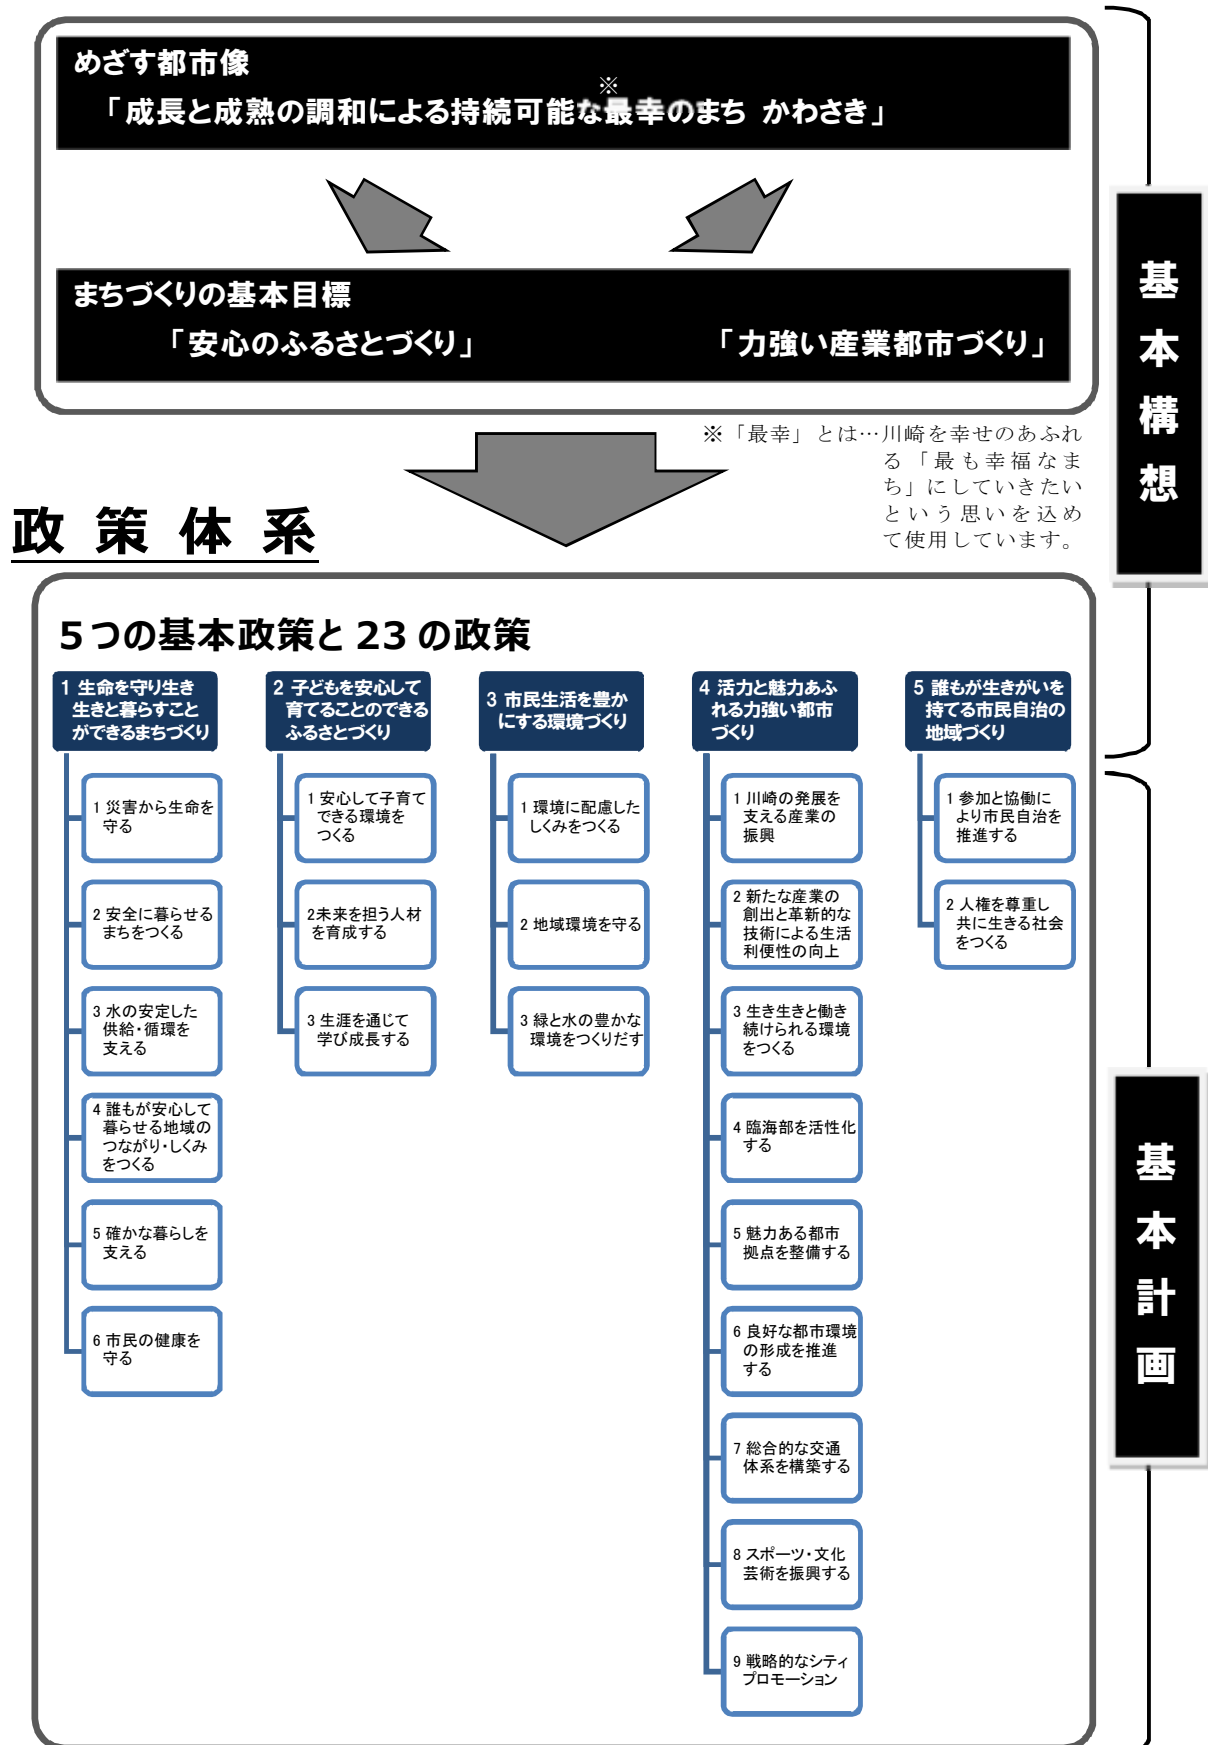 めざす都市像
※
「成長と成熟の調和による持続可能な最幸のまち かわさき」
まちづくりの基本目標
「安心のふるさとづくり」
「力強い産業都市づくり」
基本構想
※「最幸」とは…川崎を幸せのあふれ
る「最も幸福なま
ち」にしていきたい
という思いを込め
て使用しています。
政策体系
5つの基本政策と23の政策
1 生命を守り生き
生きと暮らすこと
ができるまちづくり
1 災害から生命を
守る
2 安全に暮らせる
まちをつくる
3 水の安定した
供給・循環を
支える
4 誰もが安心して
暮らせる地域の
つながり・しくみ
をつくる
5 確かな暮らしを
支える
6 市民の健康を
守る
2 子どもを安心して
育てることのできる
ふるさとづくり
1 安心して子育て
できる環境を
つくる
2未来を担う人材
を育成する
3 生涯を通じて
学び成長する
3 市民生活を豊か
にする環境づくり
1 環境に配慮した
しくみをつくる
2 地域環境を守る
3 緑と水の豊かな
環境をつくりだす
4 活力と魅力あふ
れる力強い都市
づくり
1 川崎の発展を
支える産業の
振興
2 新たな産業の
創出と革新的な
技術による生活
利便性の向上
3 生き生きと働き
続けられる環境
をつくる
4 臨海部を活性化
する
5 魅力ある都市
拠点を整備する
6 良好な都市環境
の形成を推進
する
7 総合的な交通
体系を構築する
8 スポーツ・文化
芸術を振興する
9 戦略的なシティ
プロモーション
5 誰もが生きがいを
持てる市民自治の
地域づくり
1 参加と協働に
より市民自治を
推進する
2 人権を尊重し
共に生きる社会
をつくる
基本計画